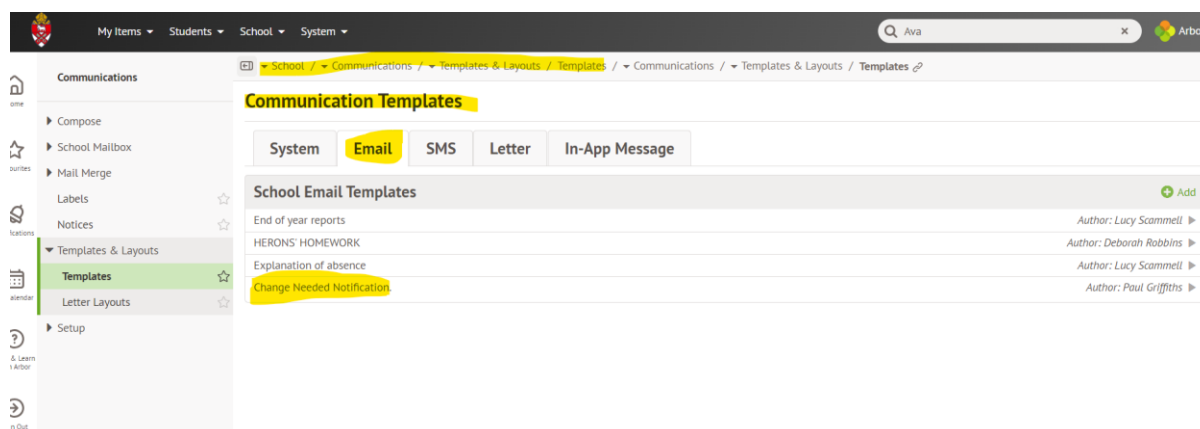 My Items Students School System Ava Arbo
School / Communications / Templates & Layouts / Templates / Communications / Templates & Layouts / Templates
Communications
Communication Templates
Compose
School Mailbox
Mail Merge
Labels
Notices
Templates & Layouts
Templates
Letter Layouts
Setup
System Email SMS Letter In-App Message
School Email Templates Add
End of year reports Author: Lucy Scammell
HERONS' HOMEWORK Author: Deborah Robbins
Explanation of absence Author: Lucy Scammell
Change Needed Notification. Author: Paul Griffiths
ome
ourites
fications
alendar
& Learn
n Arbor
n Out